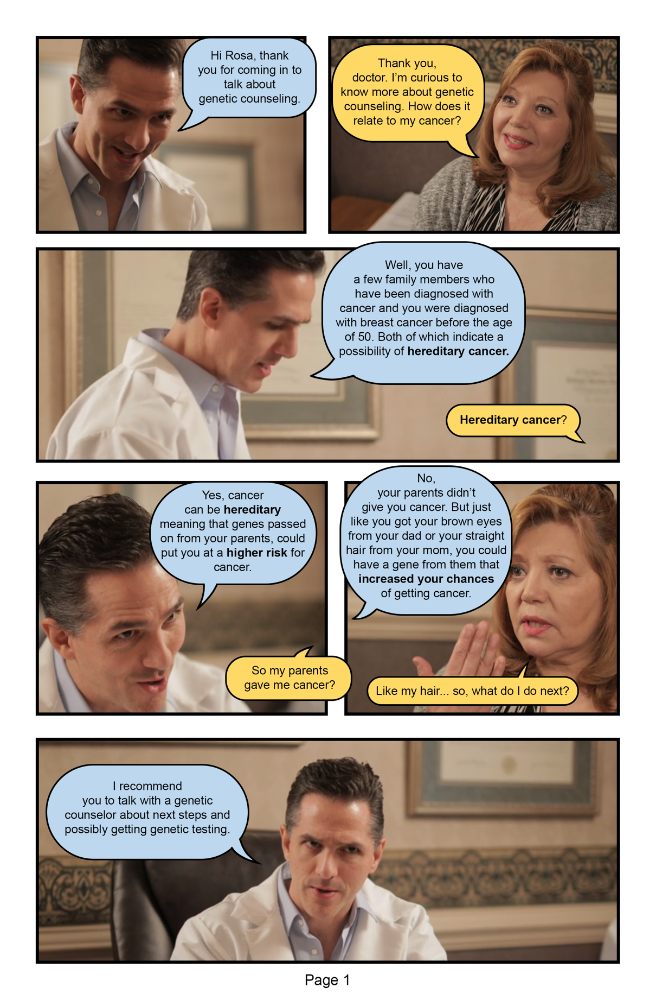 Hi Rosa, thank
you for coming in to
talk about
genetic counseling.
Thank you,
doctor. I'm curious to
know more about genetic
counseling. How does it
relate to my cancer?
Well, you have
a few family members who
have been diagnosed with
cancer and you were diagnosed
with breast cancer before the age
of 50. Both of which indicate a
possibility of hereditary cancer.
Hereditary cancer?
Yes, cancer
can be hereditary
meaning that genes passed
on from your parents, could
put you at a higher risk for
cancer.
So my parents
gave me cancer?
No,
your parents didn't
give you cancer. But just
like you got your brown eyes
from your dad or your straight
hair from your mom, you could
have a gene from them that
increased your chances
of getting cancer.
Like my hair... so, what do I do next?
I recommend
you to talk with a genetic
counselor about next steps and
possibly getting genetic testing.
Page 1